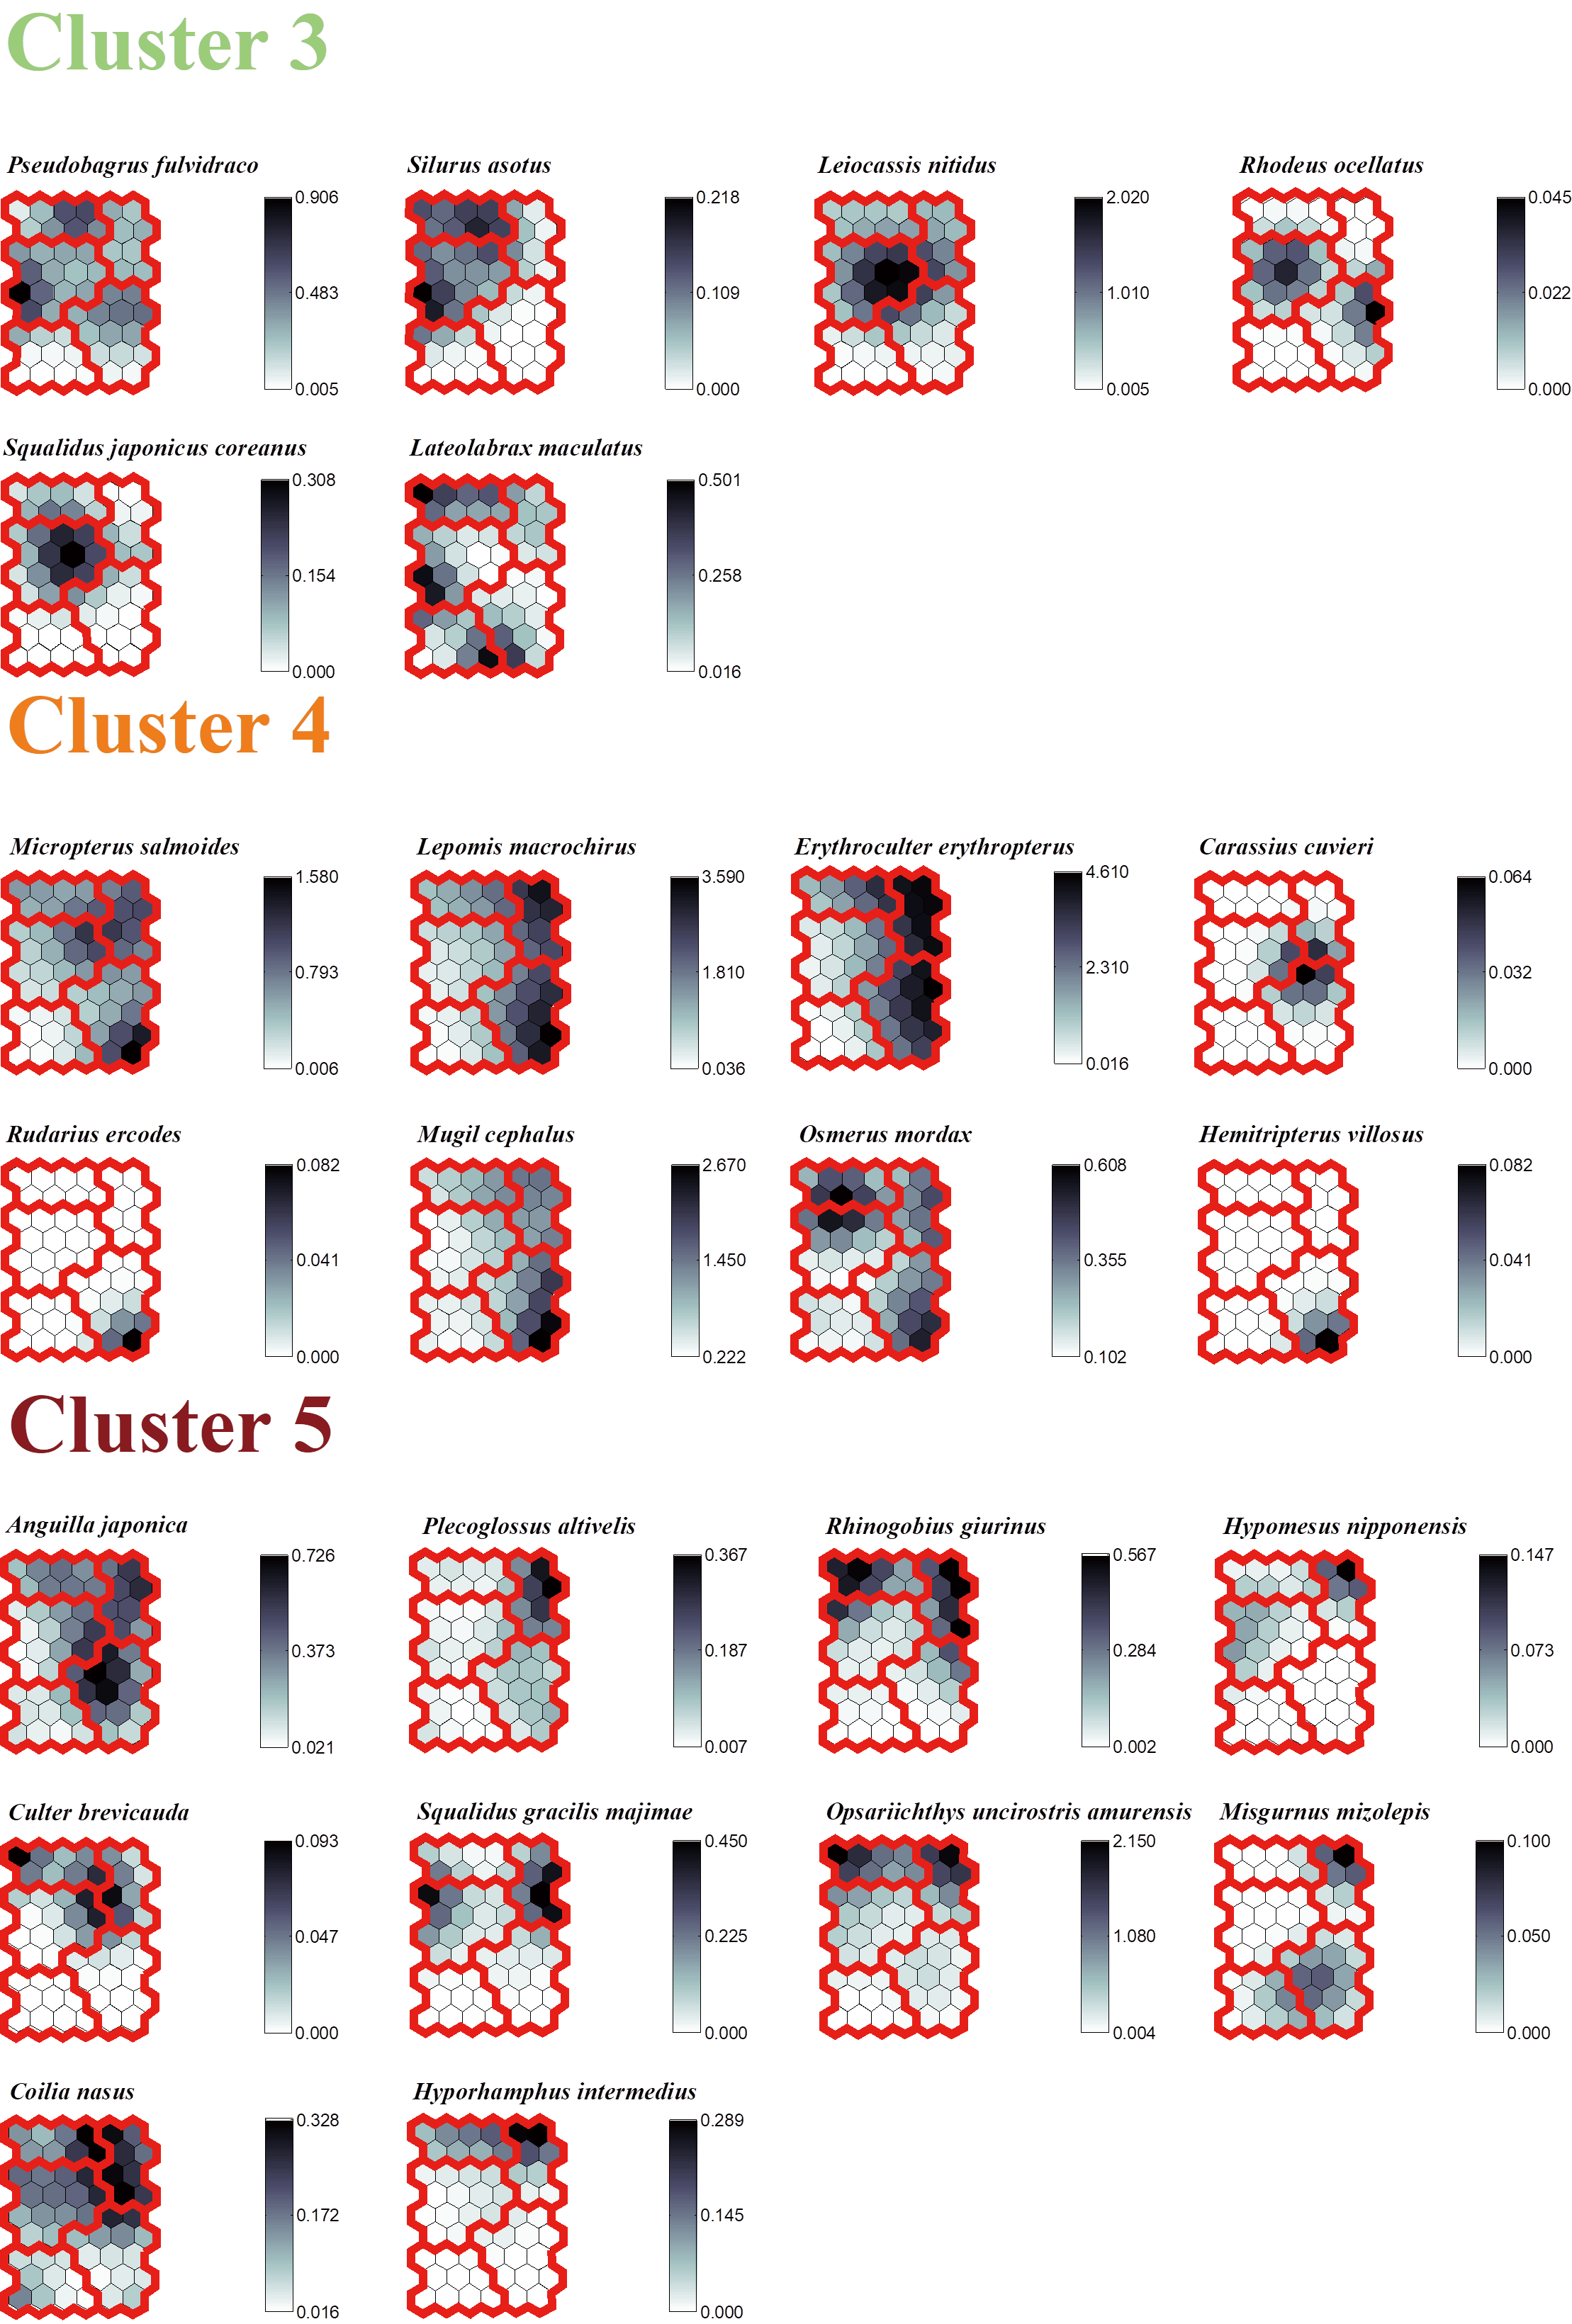 Cluster 3
Pseudobagrus fulvidraco
0.906
0.483
0.005
Silurus asotus
0.218
0.109
0.000
Leiocassis nitidus
2.020
1.010
0.005
Rhodeus ocellatus
0.045
0.022
0.000
Squalidus japonicus coreanus
0.308
0.154
0.000
Lateolabrax maculatus
0.501
0.258
0.016
Cluster 4
Micropterus salmoides
1.580
0.793
0.006
Lepomis macrochirus
3.590
1.810
0.036
Erythroculter erythropterus
4.610
2.310
0.016
Carassius cuvieri
0.064
0.032
0.000
Rudarius ercodes
0.082
0.041
0.000
Mugil cephalus
2.670
1.450
0.222
Osmerus mordax
0.608
0.355
0.102
Hemitripterus villosus
0.082
0.041
0.000
Cluster 5
Anguilla japonica
0.726
0.373
0.021
Plecoglossus altivelis
0.367
0.187
0.007
Rhinogobius giurinus
0.567
0.284
0.002
Hypomesus nipponensis
0.147
0.073
0.000
Culter brevicauda
0.093
0.047
0.000
Squalidus gracilis majimae
0.450
0.225
0.000
Opsariichthys uncirostris amurensis
2.150
1.080
0.004
Misgurnus mizolepis
0.100
0.050
0.000
Coilia nasus
0.328
0.172
0.016
Hyporhamphus intermedius
0.289
0.145
0.000